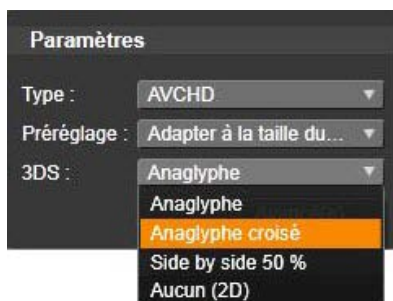 Paramètres
Type : AVCHD
Préréglage : Adapter à la taille du...
3DS : Anaglyphe
Anaglyphe
Anaglyphe croisé
Side by side 50 %
Aucun (2D)